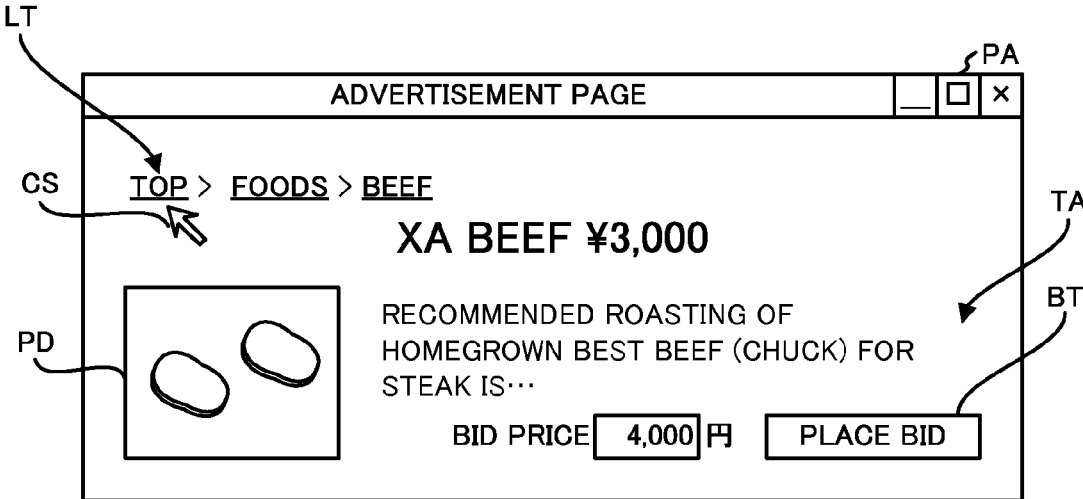 LT
PA
ADVERTISEMENT PAGE
CS
TOP > FOODS > BEEF
TA
XA BEEF ¥3,000
BT
PD
RECOMMENDED ROASTING OF
HOMEGROWN BEST BEEF (CHUCK) FOR
STEAK IS…
BID PRICE 4,000 円 PLACE BID